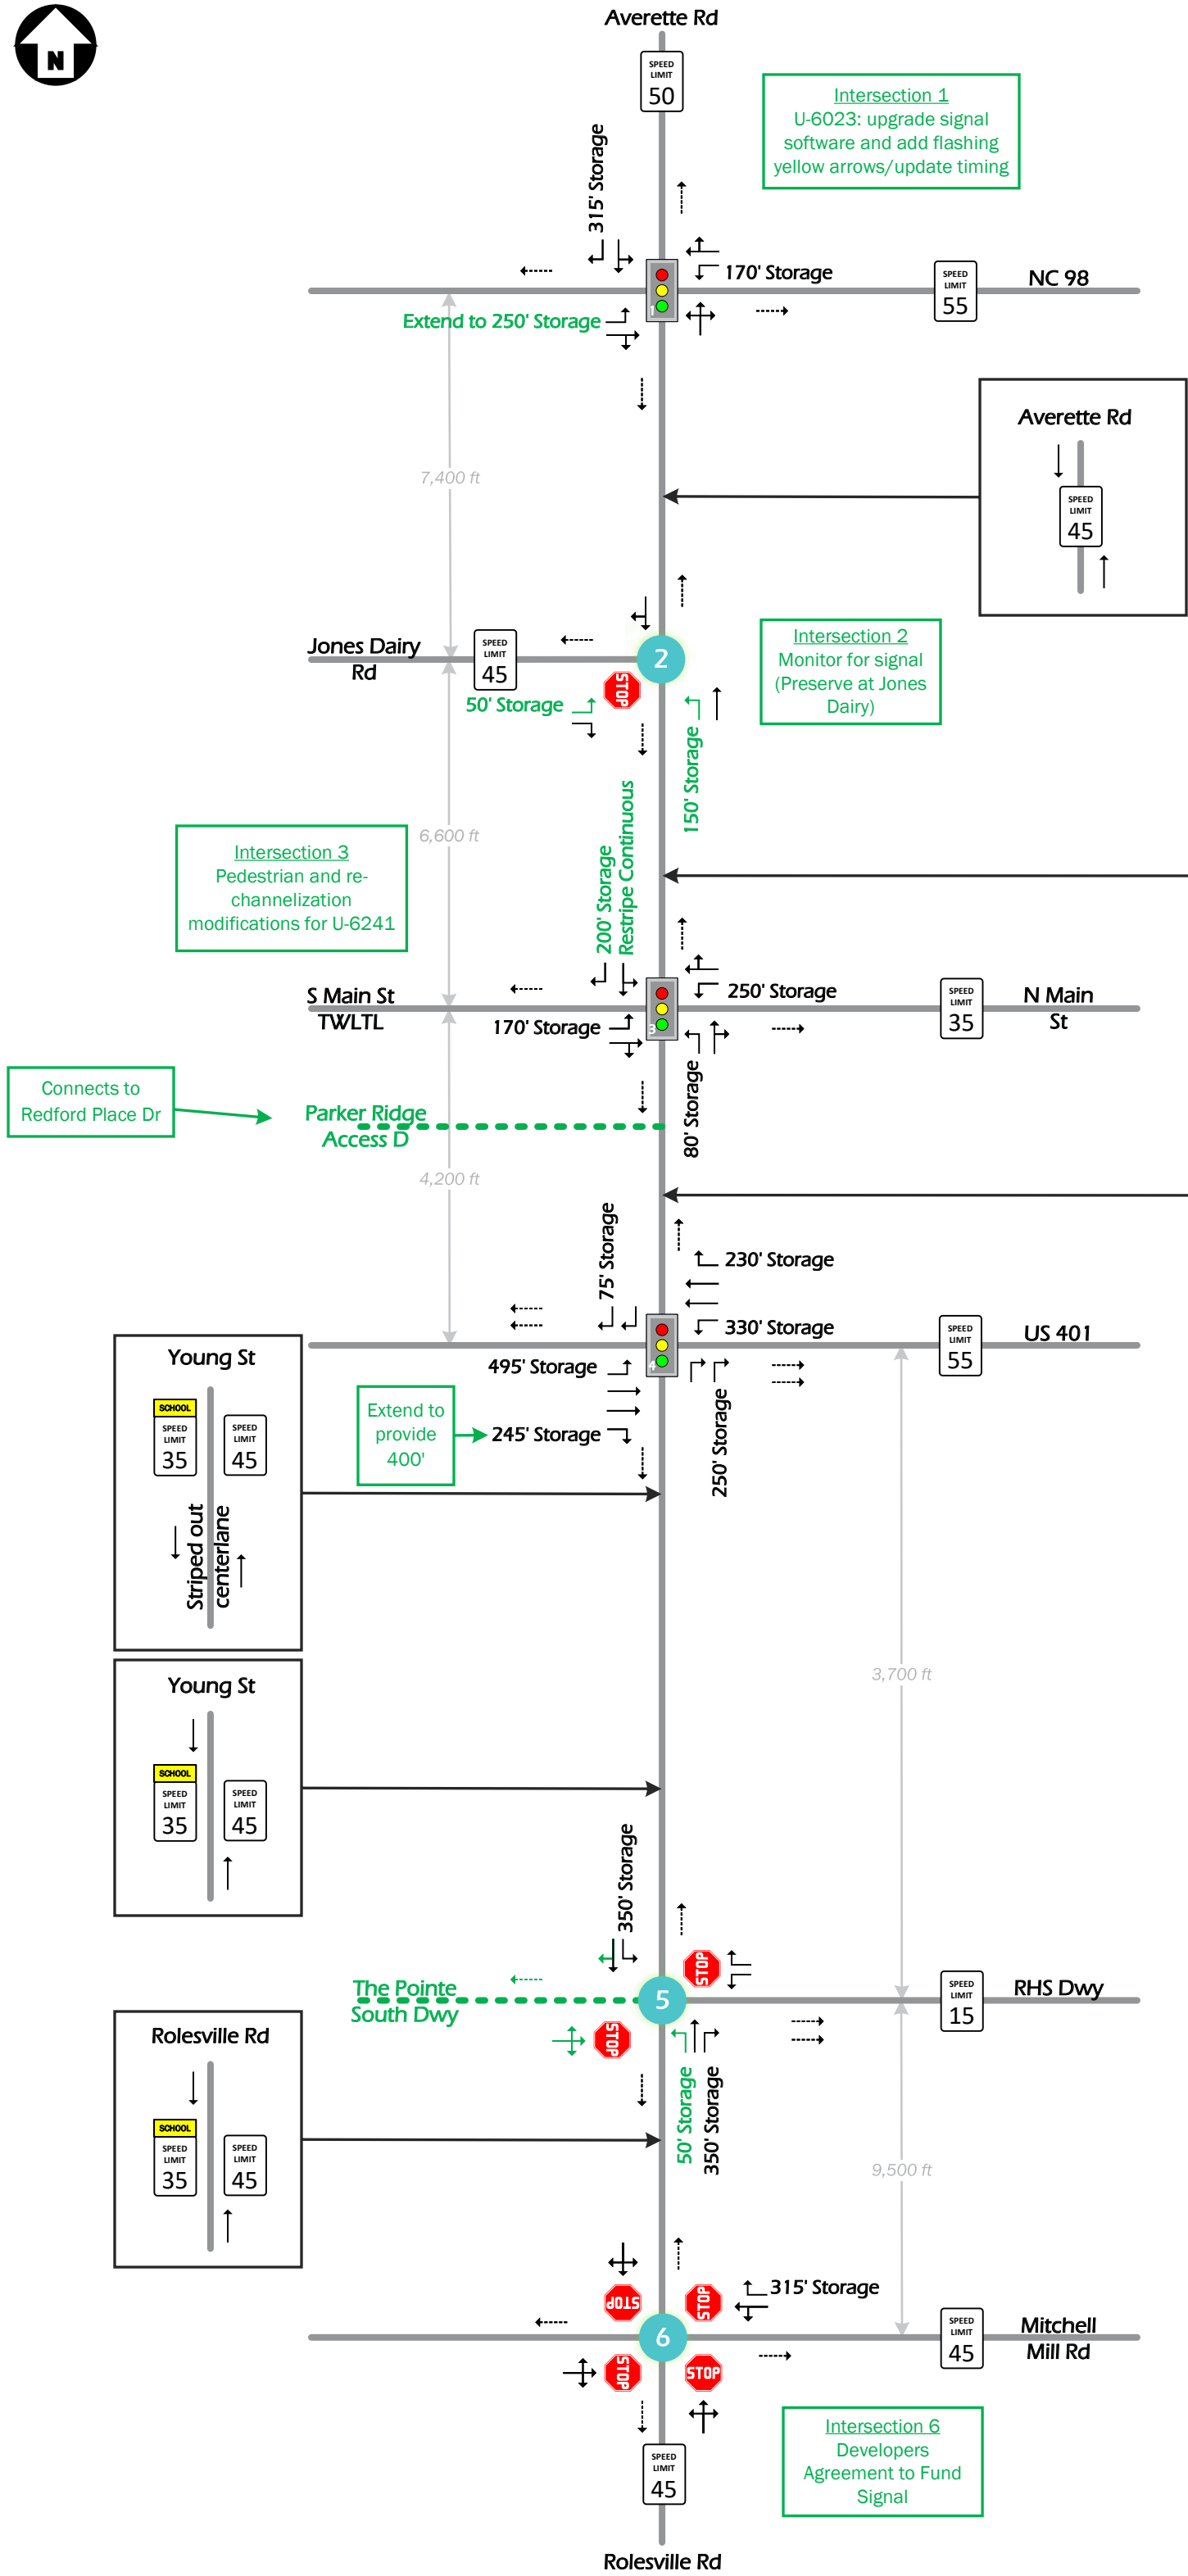 N
Averette Rd
SPEED
LIMIT
50
Intersection 1
U-6023: upgrade signal
software and add flashing
yellow arrows/update timing
315' Storage
170' Storage
SPEED
LIMIT
55
NC 98
1
Extend to 250' Storage
Averette Rd
SPEED
LIMIT
45
7,400 ft
Jones Dairy
Rd
SPEED
LIMIT
45
2
STOP
50' Storage
150' Storage
Intersection 2
Monitor for signal
(Preserve at Jones
Dairy)
6,600 ft
Intersection 3
Pedestrian and re-
channelization
modifications for U-6241
200' Storage
Restripe Continuous
S Main St
TWLTL
250' Storage
SPEED
LIMIT
35
N Main
St
3
170' Storage
80' Storage
Connects to
Redford Place Dr
Parker Ridge
Access D
4,200 ft
75' Storage
230' Storage
330' Storage
SPEED
LIMIT
55
US 401
4
495' Storage
Extend to
provide
400'
245' Storage
250' Storage
Young St
SCHOOL
SPEED
LIMIT
35
SPEED
LIMIT
45
Striped out
centerlane
3,700 ft
Young St
SCHOOL
SPEED
LIMIT
35
SPEED
LIMIT
45
350' Storage
STOP
The Pointe
South Dwy
5
SPEED
LIMIT
15
RHS Dwy
STOP
50' Storage
350' Storage
Rolesville Rd
SCHOOL
SPEED
LIMIT
35
SPEED
LIMIT
45
9,500 ft
STOP
STOP
315' Storage
6
SPEED
LIMIT
45
Mitchell
Mill Rd
STOP
STOP
Intersection 6
Developers
Agreement to Fund
Signal
SPEED
LIMIT
45
Rolesville Rd